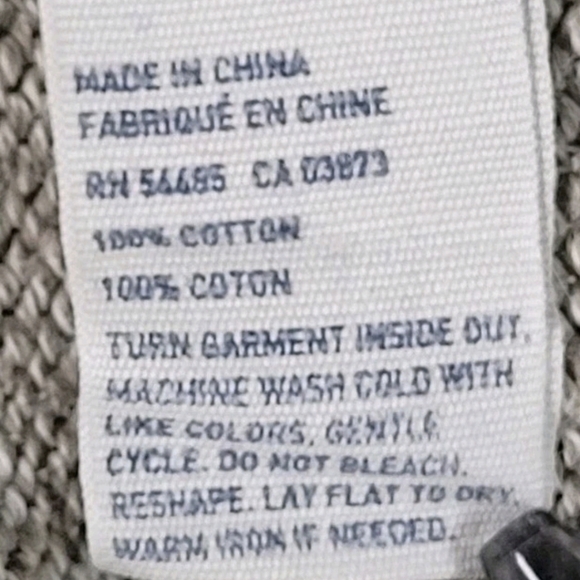 MADE IN CHINA
FABRIQUÉ EN CHINE
RN 54485 CA 03873
100% COTTON
100% COTON
TURN GARMENT INSIDE OUT.
MACHINE WASH COLD WITH
LIKE COLORS. GENTLE
CYCLE. DO NOT BLEACH.
RESHAPE. LAY FLAT TO DRY.
WARM IRON IF NEEDED.